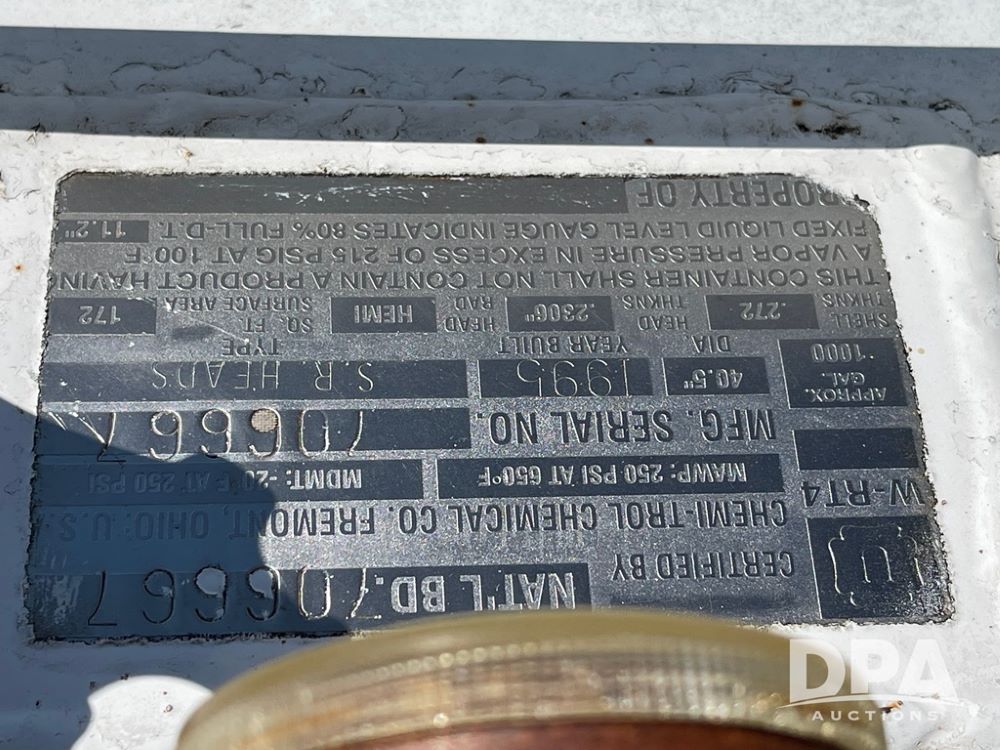 U
NAT'L BD. 706667
CERTIFIED BY
CHEMI-TROL CHEMICAL CO. FREMONT, OHIO: U.S.
W-RT4
MAWP: 250 PSI AT 650°F
MDMT: -20°F AT 250 PSI
MFG. SERIAL NO. 706667
APPROX. GAL. 1000
40.5" 1995 S.R. HEADS
DIA. YEAR BUILT TYPE
SHELL THKNS .272 HEAD THKNS .2306" HEAD RAD HEMI SQ. FT. SURFACE AREA 172
THIS CONTAINER SHALL NOT CONTAIN A PRODUCT HAVING
A VAPOR PRESSURE IN EXCESS OF 215 PSIG AT 100°F
FIXED LIQUID LEVEL GAUGE INDICATES 80% FULL-D.T. 11.2"
PROPERTY OF
DPA
AUCTIONS